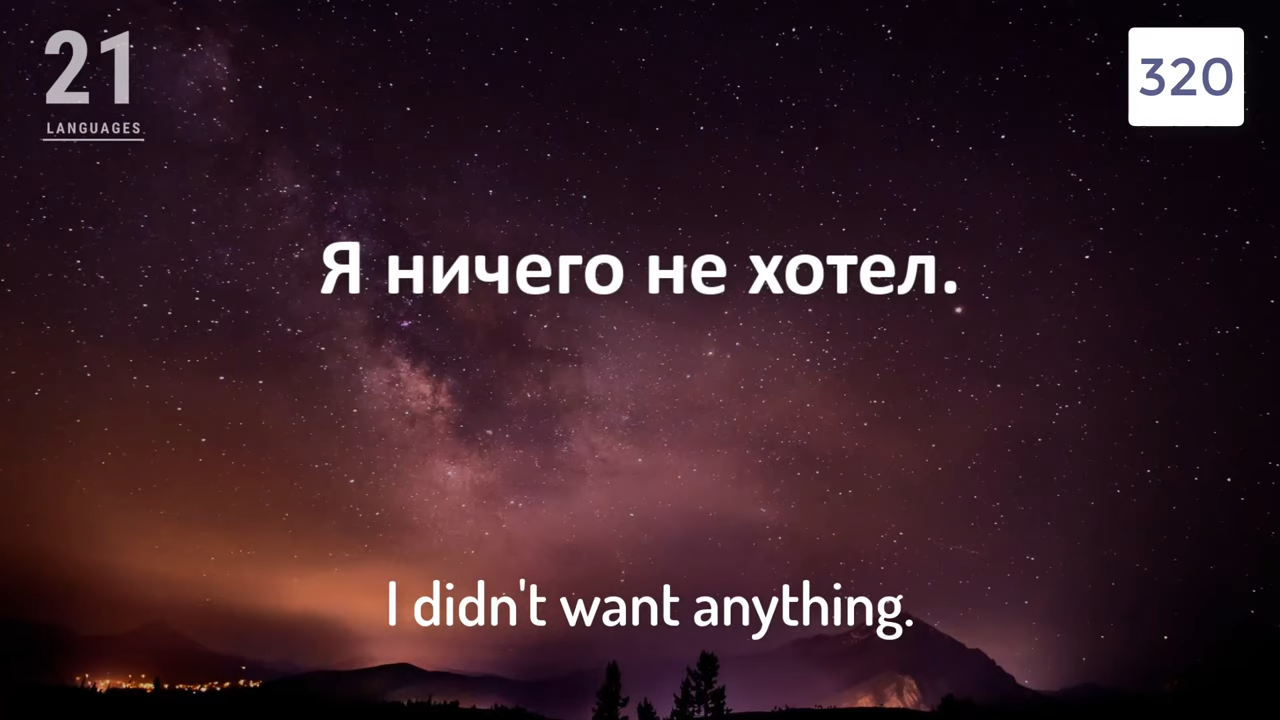 21
LANGUAGES
320
Я ничего не хотел.
I didn't want anything.